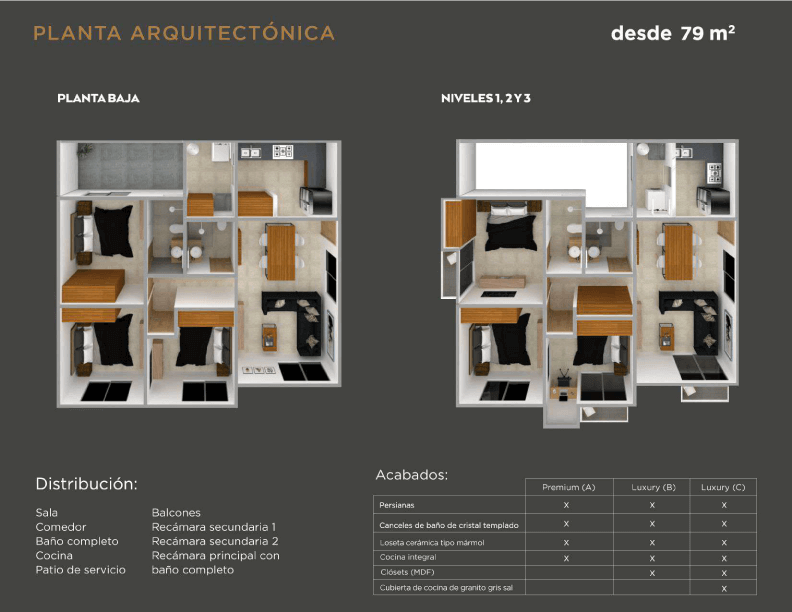 PLANTA ARQUITECTÓNICA
desde 79 m²
PLANTA BAJA
NIVELES 1, 2 Y 3
Distribución:
Sala
Comedor
Baño completo
Cocina
Patio de servicio
Balcones
Recámara secundaria 1
Recámara secundaria 2
Recámara principal con
baño completo
Acabados:
Premium (A) Luxury (B) Luxury (C)
Persianas X X X
Canceles de baño de cristal templado X X X
Loseta cerámica tipo mármol X X X
Cocina integral X X X
Clósets (MDF) X X
Cubierta de cocina de granito gris sal X